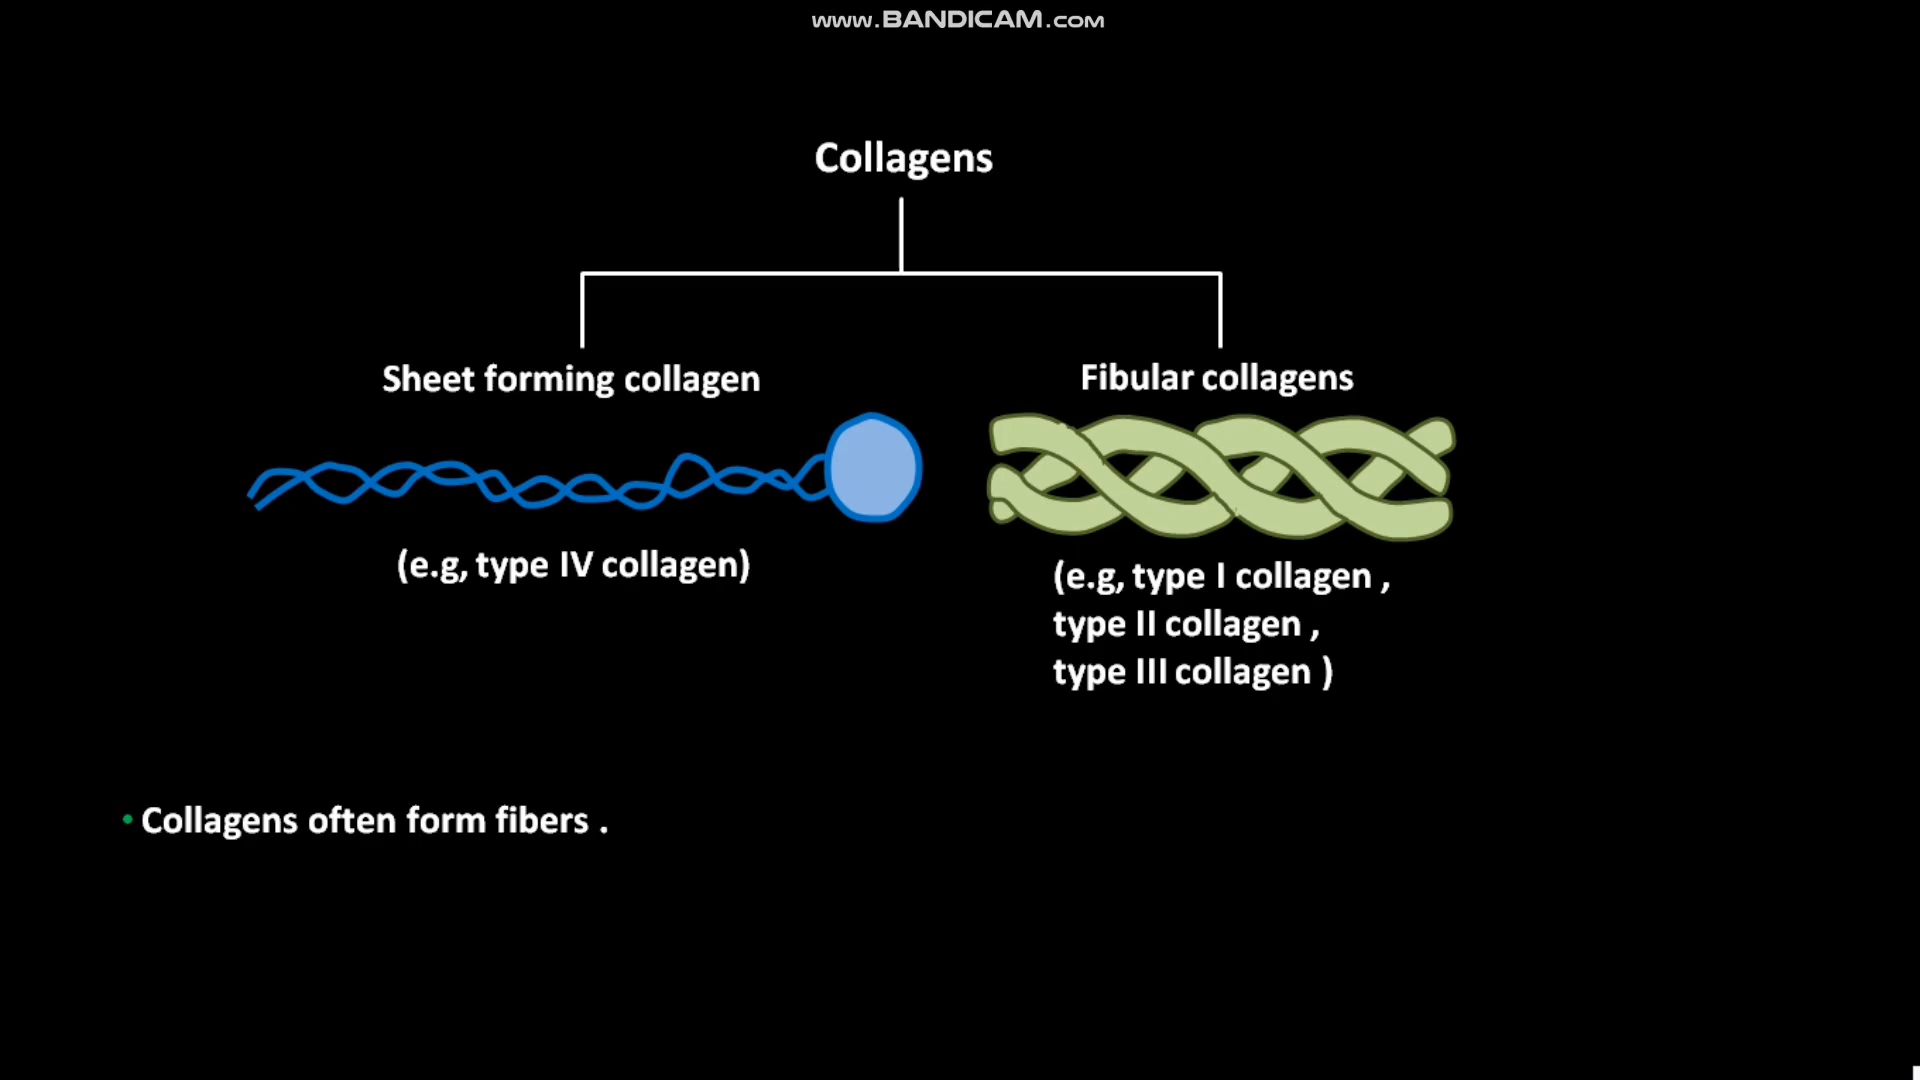 www.BANDICAM.com
Collagens
Sheet forming collagen
Fibular collagens
(e.g, type IV collagen)
(e.g, type I collagen ,
type II collagen ,
type III collagen )
• Collagens often form fibers .